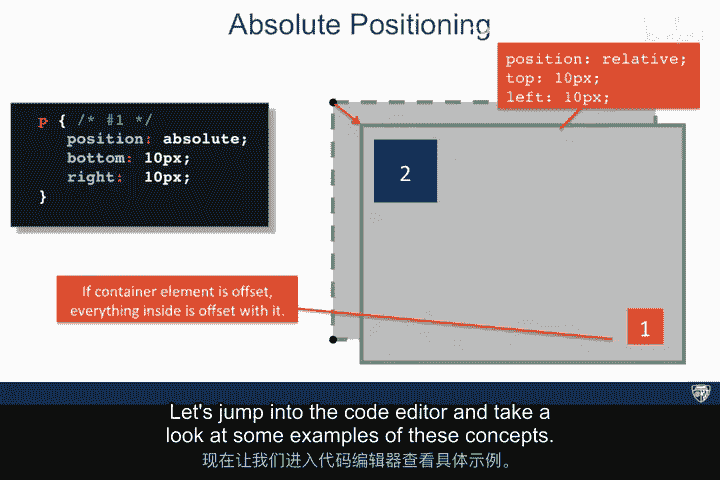 Absolute Positioning
position: relative;
top: 10px;
left: 10px;
p { /* #1 */
position: absolute;
bottom: 10px;
right: 10px;
}
2
If container element is offset,
everything inside is offset with it.
1
Let's jump into the code editor and take a
look at some examples of these concepts.
现在让我们进入代码编辑器查看具体示例。